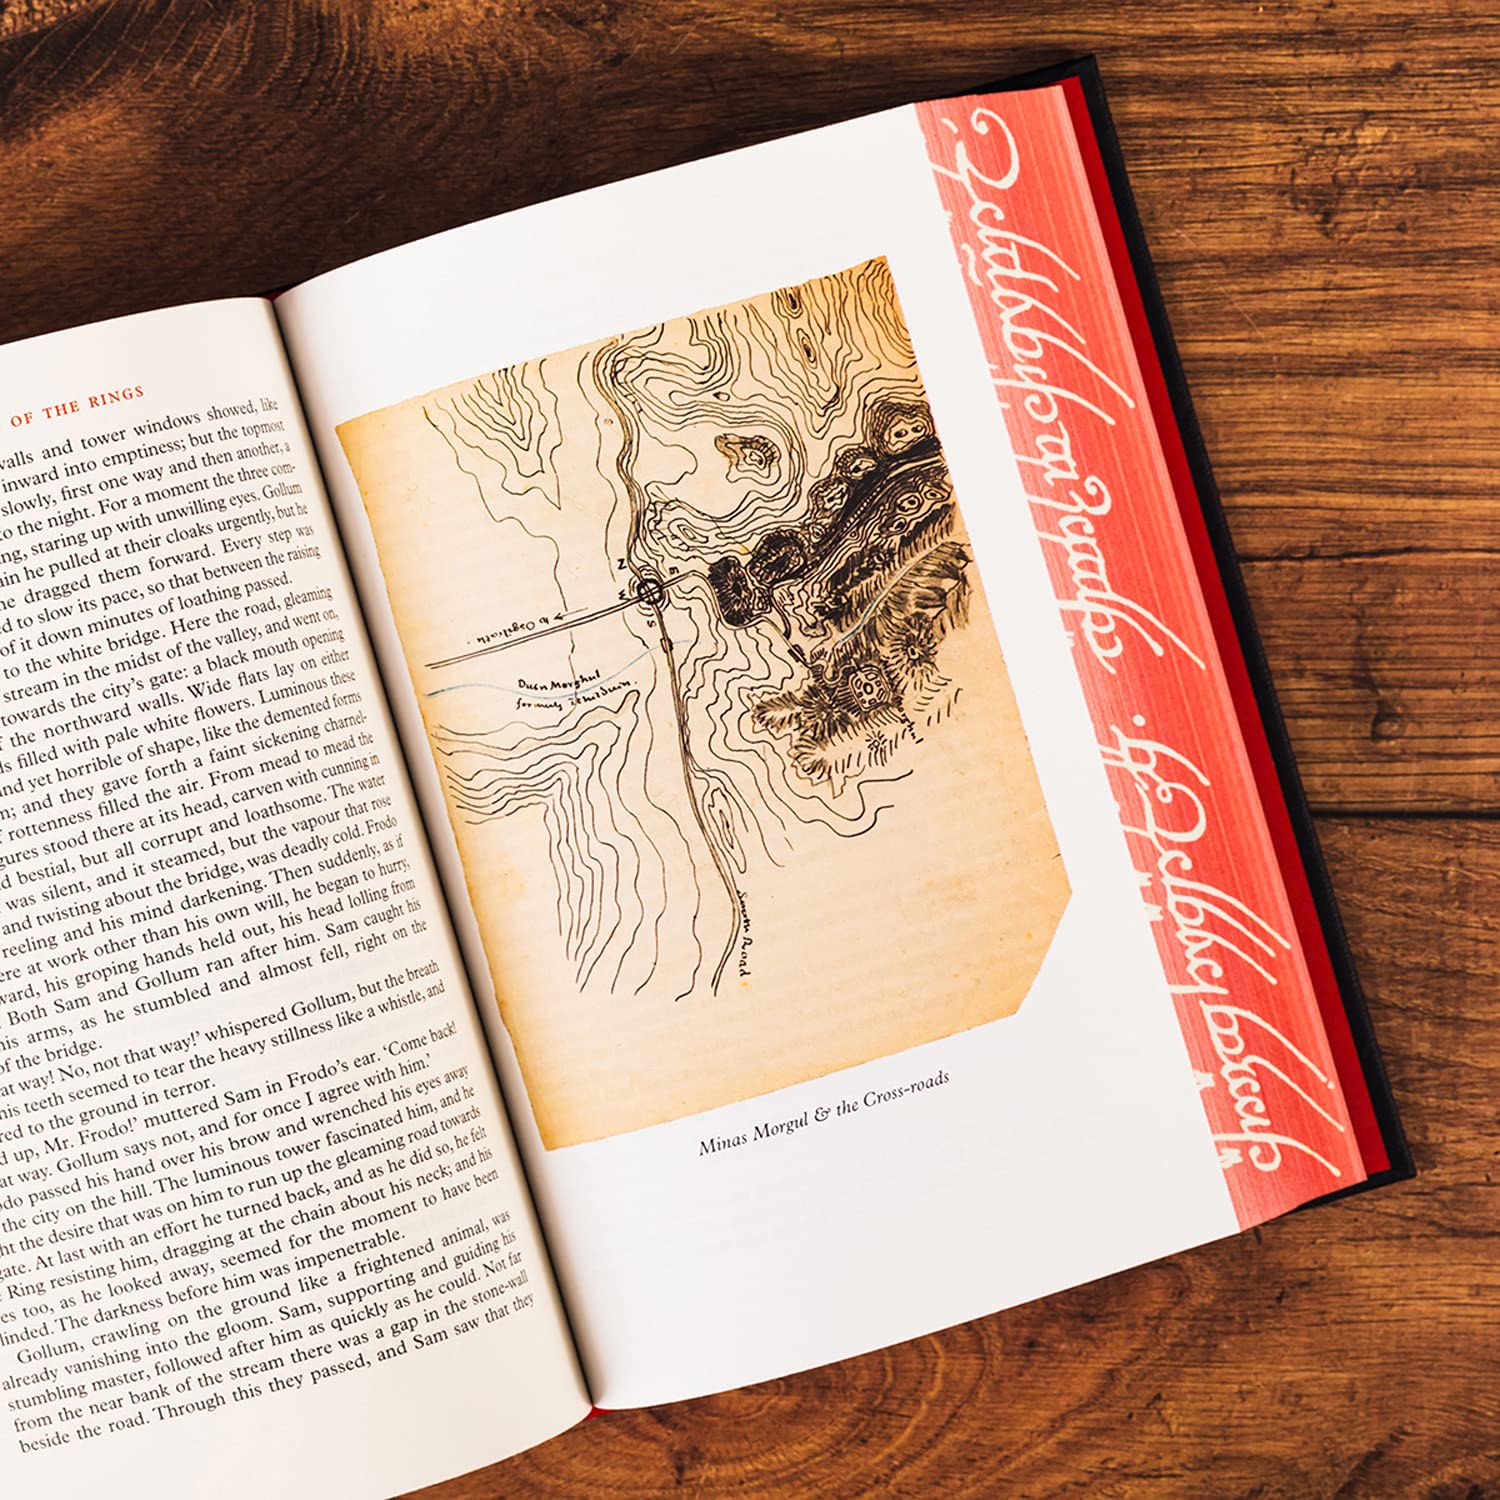 OF THE RINGS
walls and tower windows showed, like
inward into emptiness; but the topmost
slowly, first one way and then another, a
to the night. For a moment the three com-
staring up with unwilling eyes. Gollum
he pulled at their cloaks urgently, but he
he dragged them forward. Every step was
to slow its pace, so that between the raising
of it down minutes of loathing passed.
to the white bridge. Here the road, gleaming
stream in the midst of the valley, and went on,
towards the city's gate: a black mouth opening
the northward walls. Wide flats lay on either
filled with pale white flowers. Luminous these
and yet horrible of shape, like the demented forms
and they gave forth a faint sickening charnel-
rottenness filled the air. From mead to mead the
figures stood there at its head, carven with cunning in
bestial, but all corrupt and loathsome. The water
was silent, and it steamed, but the vapour that rose
and twisting about the bridge, was deadly cold. Frodo
reeling and his mind darkening. Then suddenly, as if
at work other than his own will, he began to hurry,
his groping hands held out, his head lolling from
Both Sam and Gollum ran after him. Sam caught his
arms, as he stumbled and almost fell, right on the
of the bridge.
way! No, not that way!' whispered Gollum, but the breath
his teeth seemed to tear the heavy stillness like a whistle, and
to the ground in terror.
up, Mr. Frodo!' muttered Sam in Frodo's ear. 'Come back!
way. Gollum says not, and for once I agree with him.'
passed his hand over his brow and wrenched his eyes away
the city on the hill. The luminous tower fascinated him, and he
the desire that was on him to run up the gleaming road towards
gate. At last with an effort he turned back, and as he did so, he felt
Ring resisting him, dragging at the chain about his neck; and his
too, as he looked away, seemed for the moment to have been
The darkness before him was impenetrable.
Gollum, crawling on the ground like a frightened animal, was
already vanishing into the gloom. Sam, supporting and guiding his
stumbling master, followed after him as quickly as he could. Not far
from the near bank of the stream there was a gap in the stone-wall
beside the road. Through this they passed, and Sam saw that they
N
E
W
S
to Osgiliath
Duin Morghul
formerly Ithilduin.
South Road
Minas Morgul & the Cross-roads